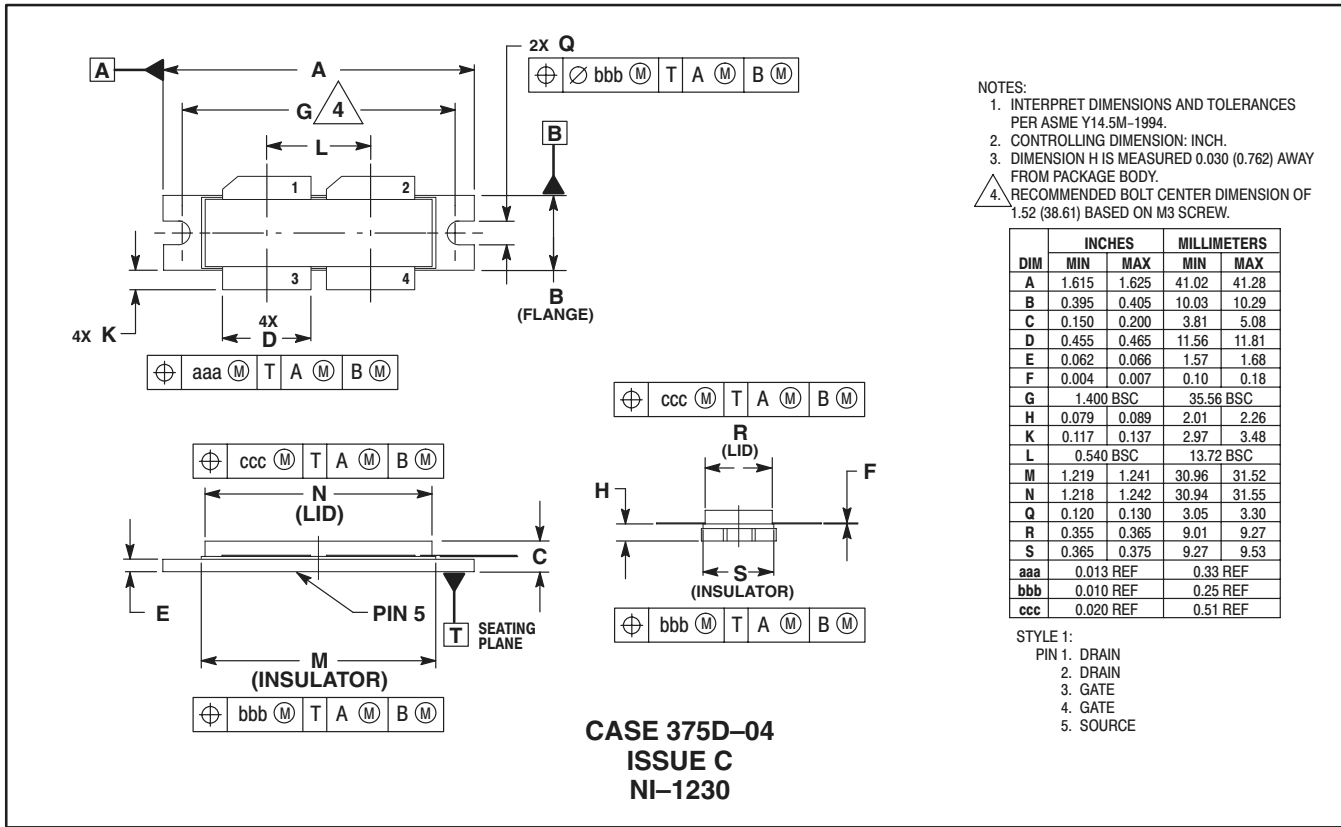 2X Q
⌖ ∅ bbb Ⓜ T A Ⓜ B Ⓜ
A
A
G 4
B
L
1
2
3
4
B
(FLANGE)
4X K
4X
D
⌖ aaa Ⓜ T A Ⓜ B Ⓜ
⌖ ccc Ⓜ T A Ⓜ B Ⓜ
N
(LID)
C
E
PIN 5
T SEATING
PLANE
M
(INSULATOR)
⌖ bbb Ⓜ T A Ⓜ B Ⓜ
⌖ ccc Ⓜ T A Ⓜ B Ⓜ
R
(LID)
F
H
S
(INSULATOR)
⌖ bbb Ⓜ T A Ⓜ B Ⓜ
CASE 375D–04
ISSUE C
NI–1230
NOTES:
1. INTERPRET DIMENSIONS AND TOLERANCES
PER ASME Y14.5M–1994.
2. CONTROLLING DIMENSION: INCH.
3. DIMENSION H IS MEASURED 0.030 (0.762) AWAY
FROM PACKAGE BODY.
4. RECOMMENDED BOLT CENTER DIMENSION OF
1.52 (38.61) BASED ON M3 SCREW.
INCHES MILLIMETERS
DIM MIN MAX MIN MAX
A 1.615 1.625 41.02 41.28
B 0.395 0.405 10.03 10.29
C 0.150 0.200 3.81 5.08
D 0.455 0.465 11.56 11.81
E 0.062 0.066 1.57 1.68
F 0.004 0.007 0.10 0.18
G 1.400 BSC 35.56 BSC
H 0.079 0.089 2.01 2.26
K 0.117 0.137 2.97 3.48
L 0.540 BSC 13.72 BSC
M 1.219 1.241 30.96 31.52
N 1.218 1.242 30.94 31.55
Q 0.120 0.130 3.05 3.30
R 0.355 0.365 9.01 9.27
S 0.365 0.375 9.27 9.53
aaa 0.013 REF 0.33 REF
bbb 0.010 REF 0.25 REF
ccc 0.020 REF 0.51 REF
STYLE 1:
PIN 1. DRAIN
2. DRAIN
3. GATE
4. GATE
5. SOURCE